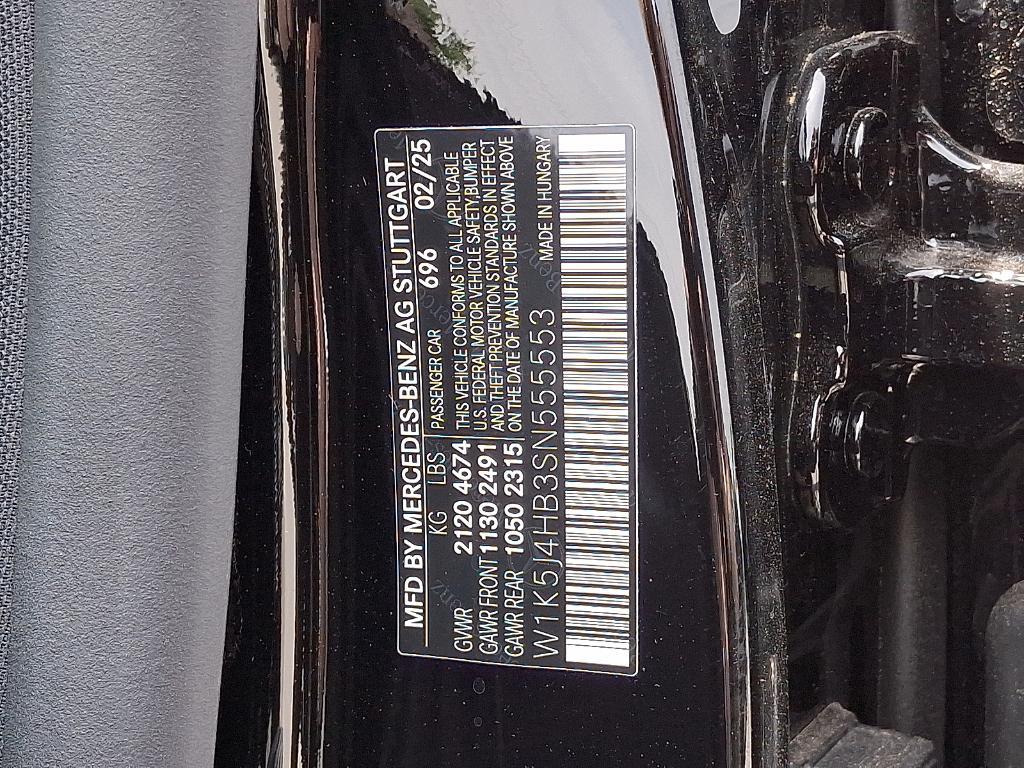 MFD BY MERCEDES-BENZ AG STUTTGART
KG LBS PASSENGER CAR 696 02/25
GVWR 2120 4674 THIS VEHICLE CONFORMS TO ALL APPLICABLE
U.S. FEDERAL MOTOR VEHICLE SAFETY, BUMPER
GAWR FRONT 1130 2491 AND THEFT PREVENTION STANDARDS IN EFFECT
GAWR REAR 1050 2315 ON THE DATE OF MANUFACTURE SHOWN ABOVE
W1K5J4HB3SN555553 MADE IN HUNGARY